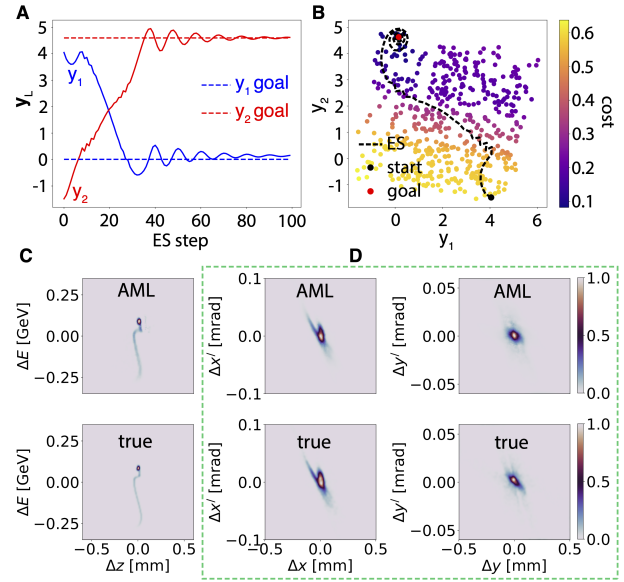 A
B
5
4
3
2
1
0
-1
y_L
y_1
y_2
y_1 goal
y_2 goal
0
20
40
60
80
100
ES step
5
4
3
2
1
0
-1
y_2
ES
start
goal
0
2
4
6
y_1
0.6
0.5
0.4
0.3
0.2
0.1
cost
C
D
0.25
0.00
−0.25
ΔE [GeV]
AML
0.1
0.0
−0.1
Δx′ [mrad]
AML
0.05
0.00
−0.05
Δy′ [mrad]
AML
1.0
0.5
0.0
0.25
0.00
−0.25
ΔE [GeV]
true
−0.5
0.0
0.5
Δz [mm]
0.1
0.0
−0.1
Δx′ [mrad]
true
−0.5
0.0
0.5
Δx [mm]
0.05
0.00
−0.05
Δy′ [mrad]
true
−0.5
0.0
0.5
Δy [mm]
1.0
0.5
0.0